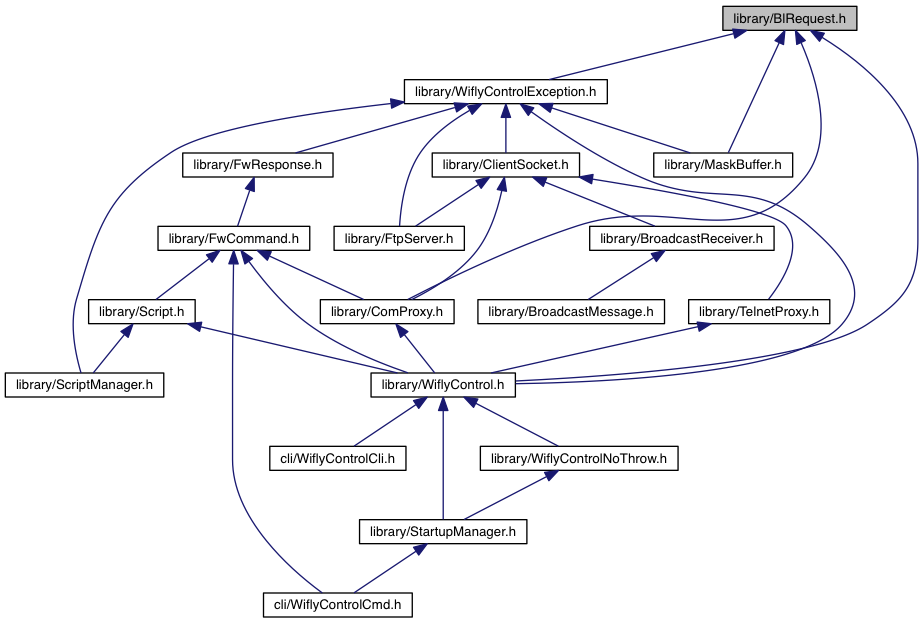 library/BlRequest.h
library/WiflyControlException.h
library/FwResponse.h
library/ClientSocket.h
library/MaskBuffer.h
library/FwCommand.h
library/FtpServer.h
library/BroadcastReceiver.h
library/Script.h
library/ComProxy.h
library/BroadcastMessage.h
library/TelnetProxy.h
library/ScriptManager.h
library/WiflyControl.h
cli/WiflyControlCli.h
library/WiflyControlNoThrow.h
library/StartupManager.h
cli/WiflyControlCmd.h